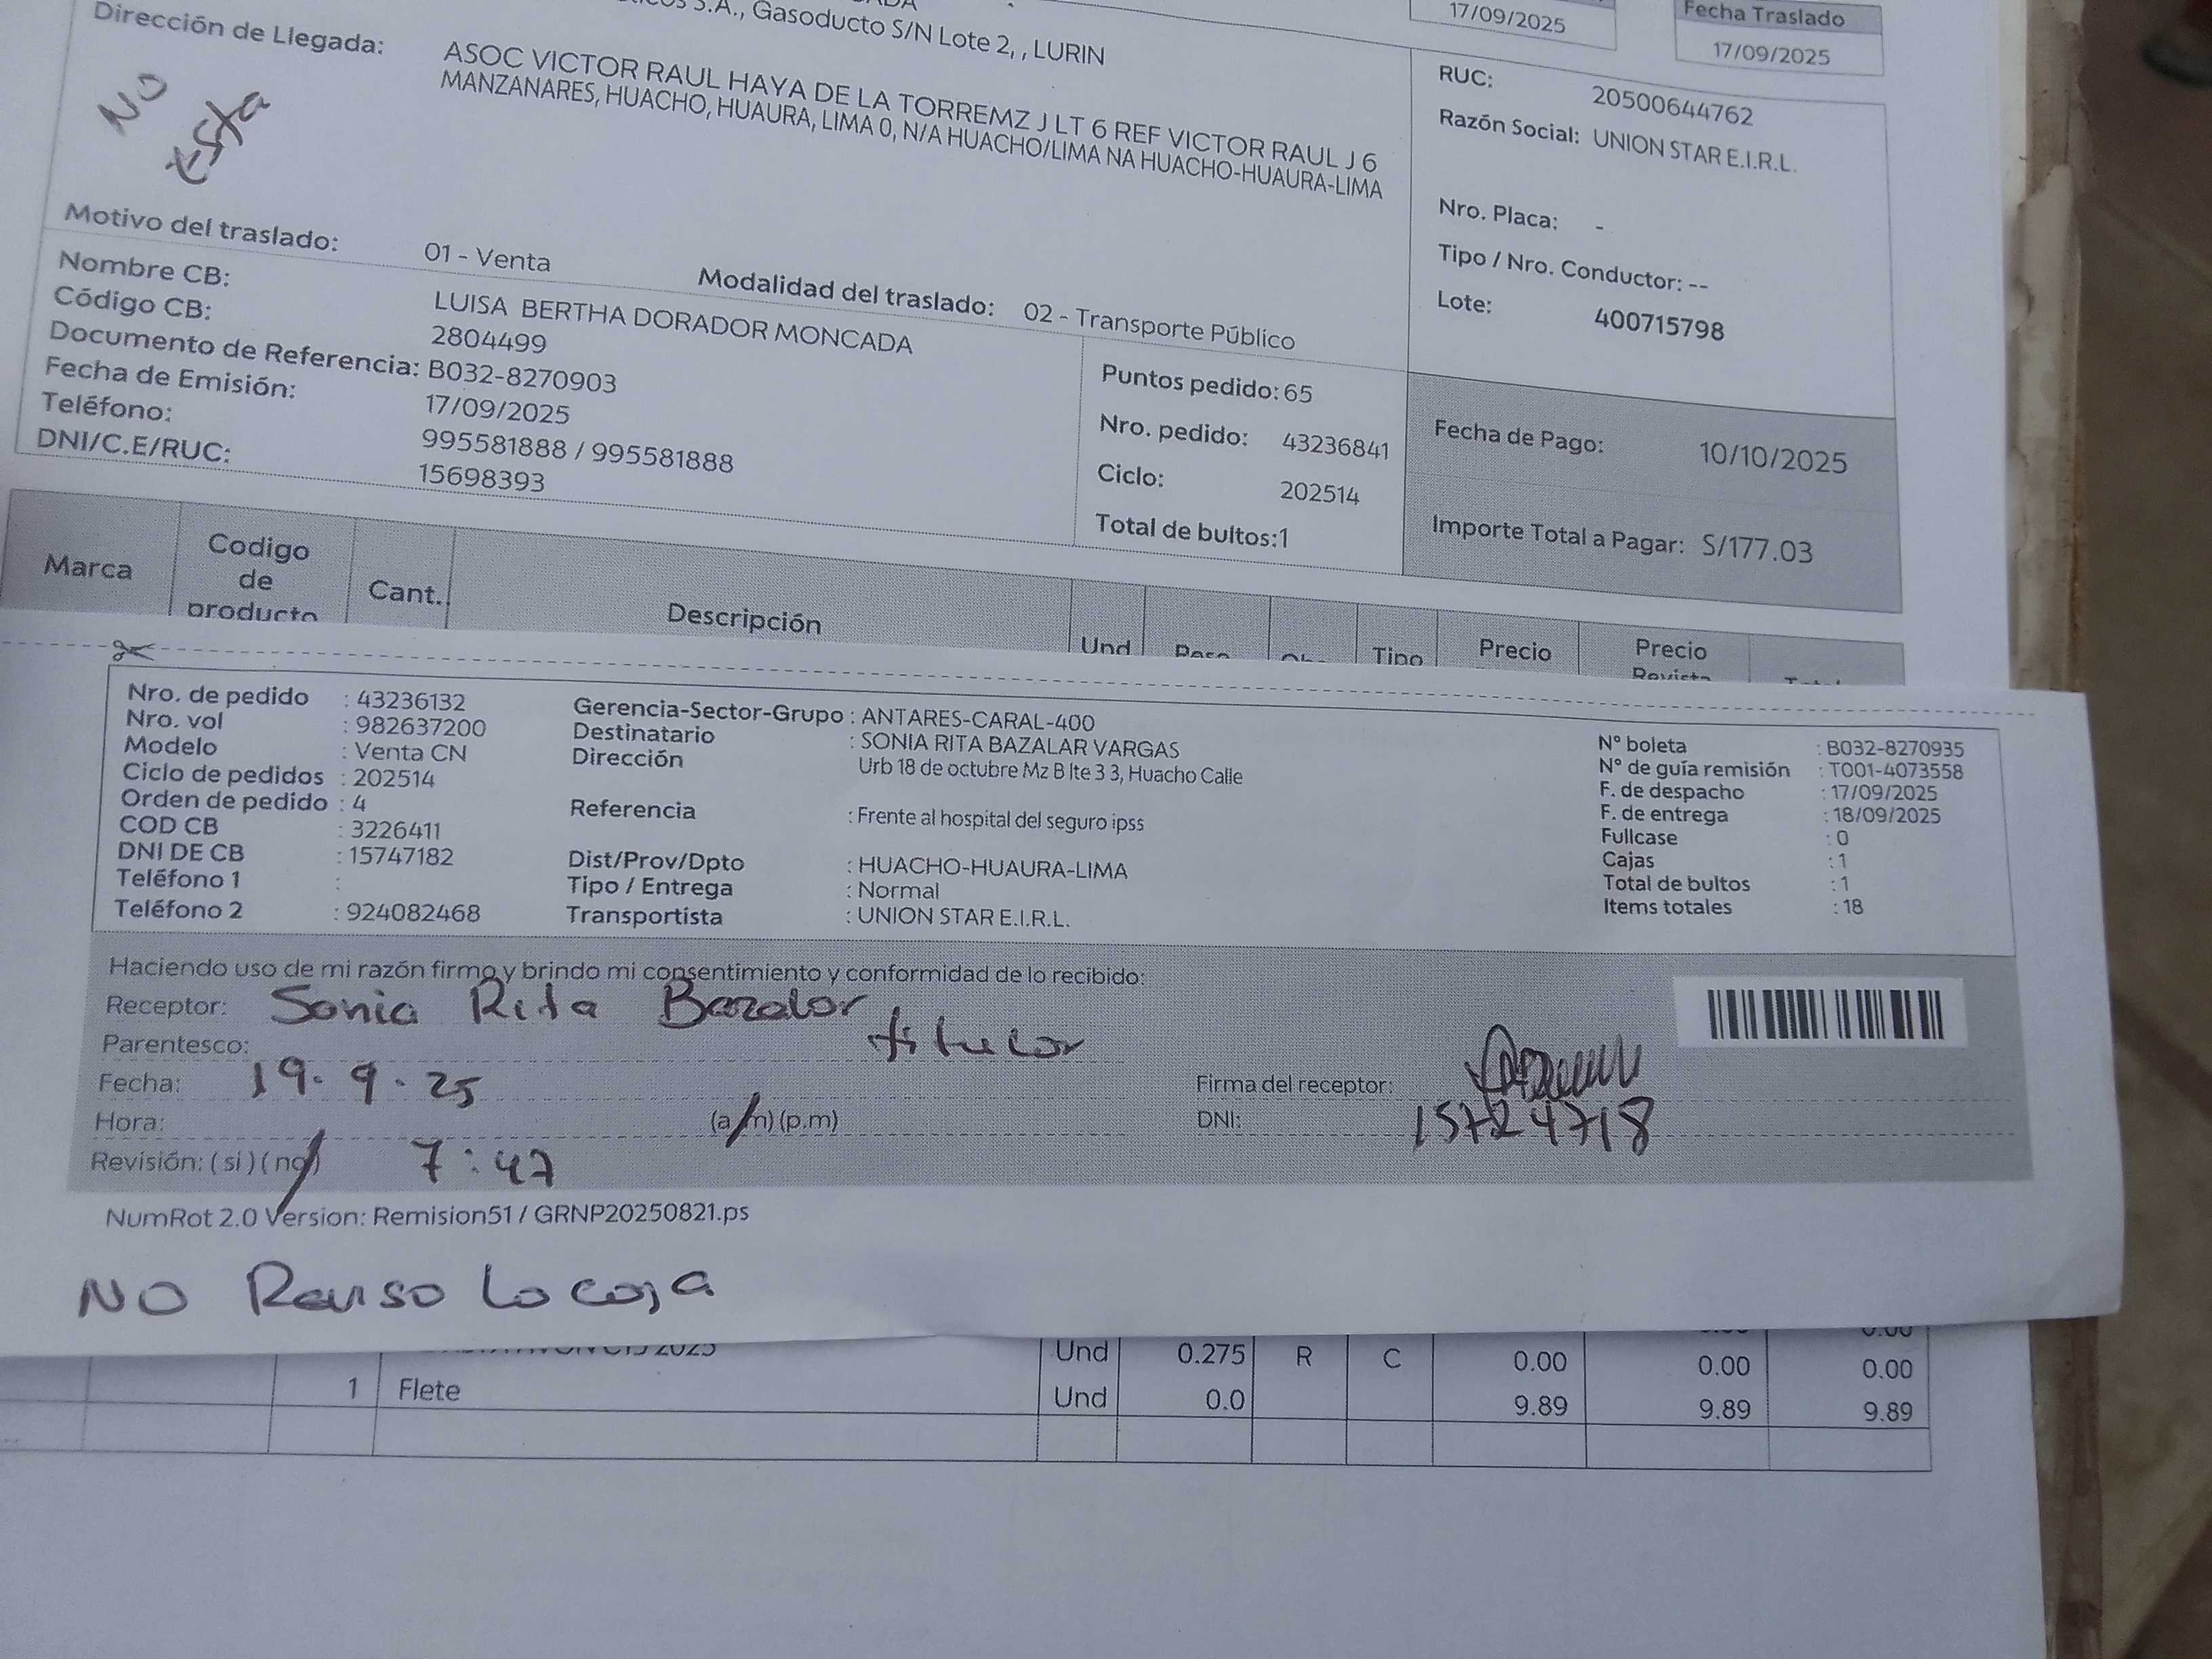 S.A., Gasoducto S/N Lote 2, , LURIN
17/09/2025
Fecha Traslado
17/09/2025
Dirección de Llegada:
ASOC VICTOR RAUL HAYA DE LA TORREMZ J LT 6 REF VICTOR RAUL J 6
MANZANARES, HUACHO, HUAURA, LIMA 0, N/A HUACHO/LIMA NA HUACHO-HUAURA-LIMA
NO
Esta
RUC: 20500644762
Razón Social: UNION STAR E.I.R.L.
Nro. Placa: -
Tipo / Nro. Conductor: --
Lote: 400715798
Motivo del traslado: 01 - Venta Modalidad del traslado: 02 - Transporte Público
Nombre CB: LUISA BERTHA DORADOR MONCADA
Código CB: 2804499
Documento de Referencia: B032-8270903
Fecha de Emisión: 17/09/2025
Teléfono: 995581888 / 995581888
DNI/C.E/RUC: 15698393
Puntos pedido: 65
Nro. pedido: 43236841
Ciclo: 202514
Total de bultos:1
Fecha de Pago: 10/10/2025
Importe Total a Pagar: S/177.03
Marca Codigo de producto Cant. Descripción Und Tipo Precio Precio
Nro. de pedido : 43236132
Nro. vol : 982637200
Modelo : Venta CN
Ciclo de pedidos : 202514
Orden de pedido : 4
COD CB : 3226411
DNI DE CB : 15747182
Teléfono 1 :
Teléfono 2 : 924082468
Gerencia-Sector-Grupo : ANTARES-CARAL-400
Destinatario : SONIA RITA BAZALAR VARGAS
Dirección Urb 18 de octubre Mz B lte 3 3, Huacho Calle
Referencia : Frente al hospital del seguro ipss
Dist/Prov/Dpto : HUACHO-HUAURA-LIMA
Tipo / Entrega : Normal
Transportista : UNION STAR E.I.R.L.
N° boleta : B032-8270935
N° de guía remisión : T001-4073558
F. de despacho : 17/09/2025
F. de entrega : 18/09/2025
Fullcase : 0
Cajas : 1
Total de bultos : 1
Items totales : 18
Haciendo uso de mi razón firmo y brindo mi consentimiento y conformidad de lo recibido:
Receptor: Sonia Rita Bazalar
Parentesco: titular
Fecha: 19. 9. 25
Firma del receptor:
Hora: (a/m) (p.m)
DNI: 15724718
Revisión: ( si ) ( no ) 7:47
NumRot 2.0 Version: Remision51 / GRNP20250821.ps
NO Reviso La caja
Und 0.275 R C 0.00 0.00 0.00
1 Flete Und 0.0 9.89 9.89 9.89